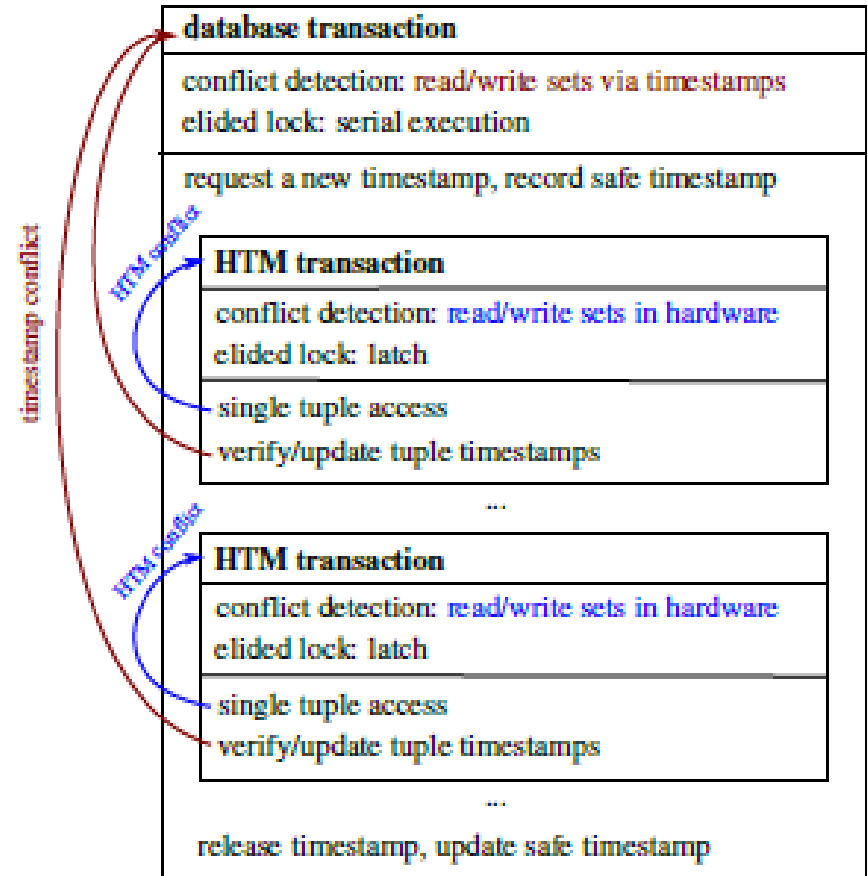 database transaction
conflict detection: read/write sets via timestamps
elided lock: serial execution
request a new timestamp, record safe timestamp
timestamp conflict
HTM conflict
HTM transaction
conflict detection: read/write sets in hardware
elided lock: latch
single tuple access
verify/update tuple timestamps
...
HTM conflict
HTM transaction
conflict detection: read/write sets in hardware
elided lock: latch
single tuple access
verify/update tuple timestamps
...
release timestamp, update safe timestamp